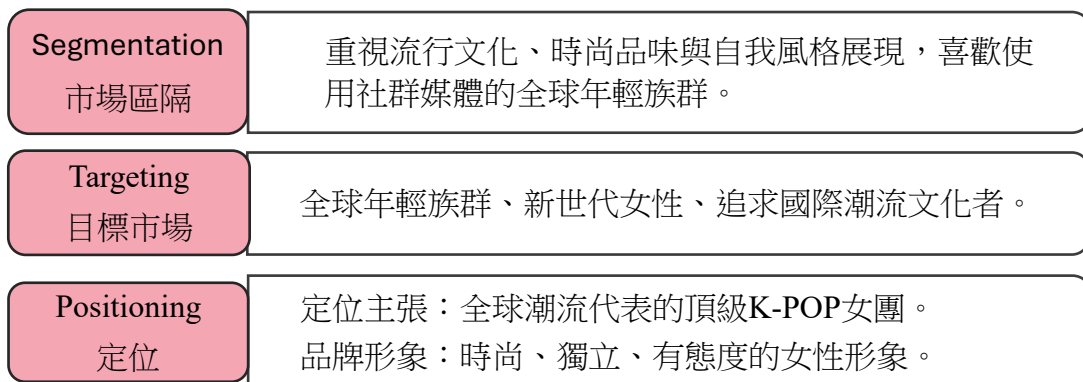 Segmentation
市場區隔
重視流行文化、時尚品味與自我風格展現，喜歡使
用社群媒體的全球年輕族群。
Targeting
目標市場
全球年輕族群、新世代女性、追求國際潮流文化者。
Positioning
定位
定位主張：全球潮流代表的頂級K-POP女團。
品牌形象：時尚、獨立、有態度的女性形象。